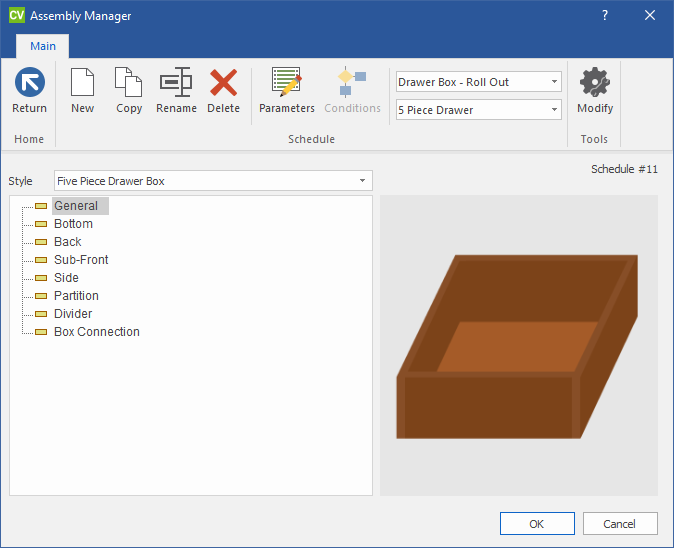 CV Assembly Manager ?
Main
Return New Copy Rename Delete Parameters Conditions Drawer Box - Roll Out Modify
5 Piece Drawer
Home Schedule Tools
Schedule #11
Style Five Piece Drawer Box
General
Bottom
Back
Sub-Front
Side
Partition
Divider
Box Connection
OK Cancel